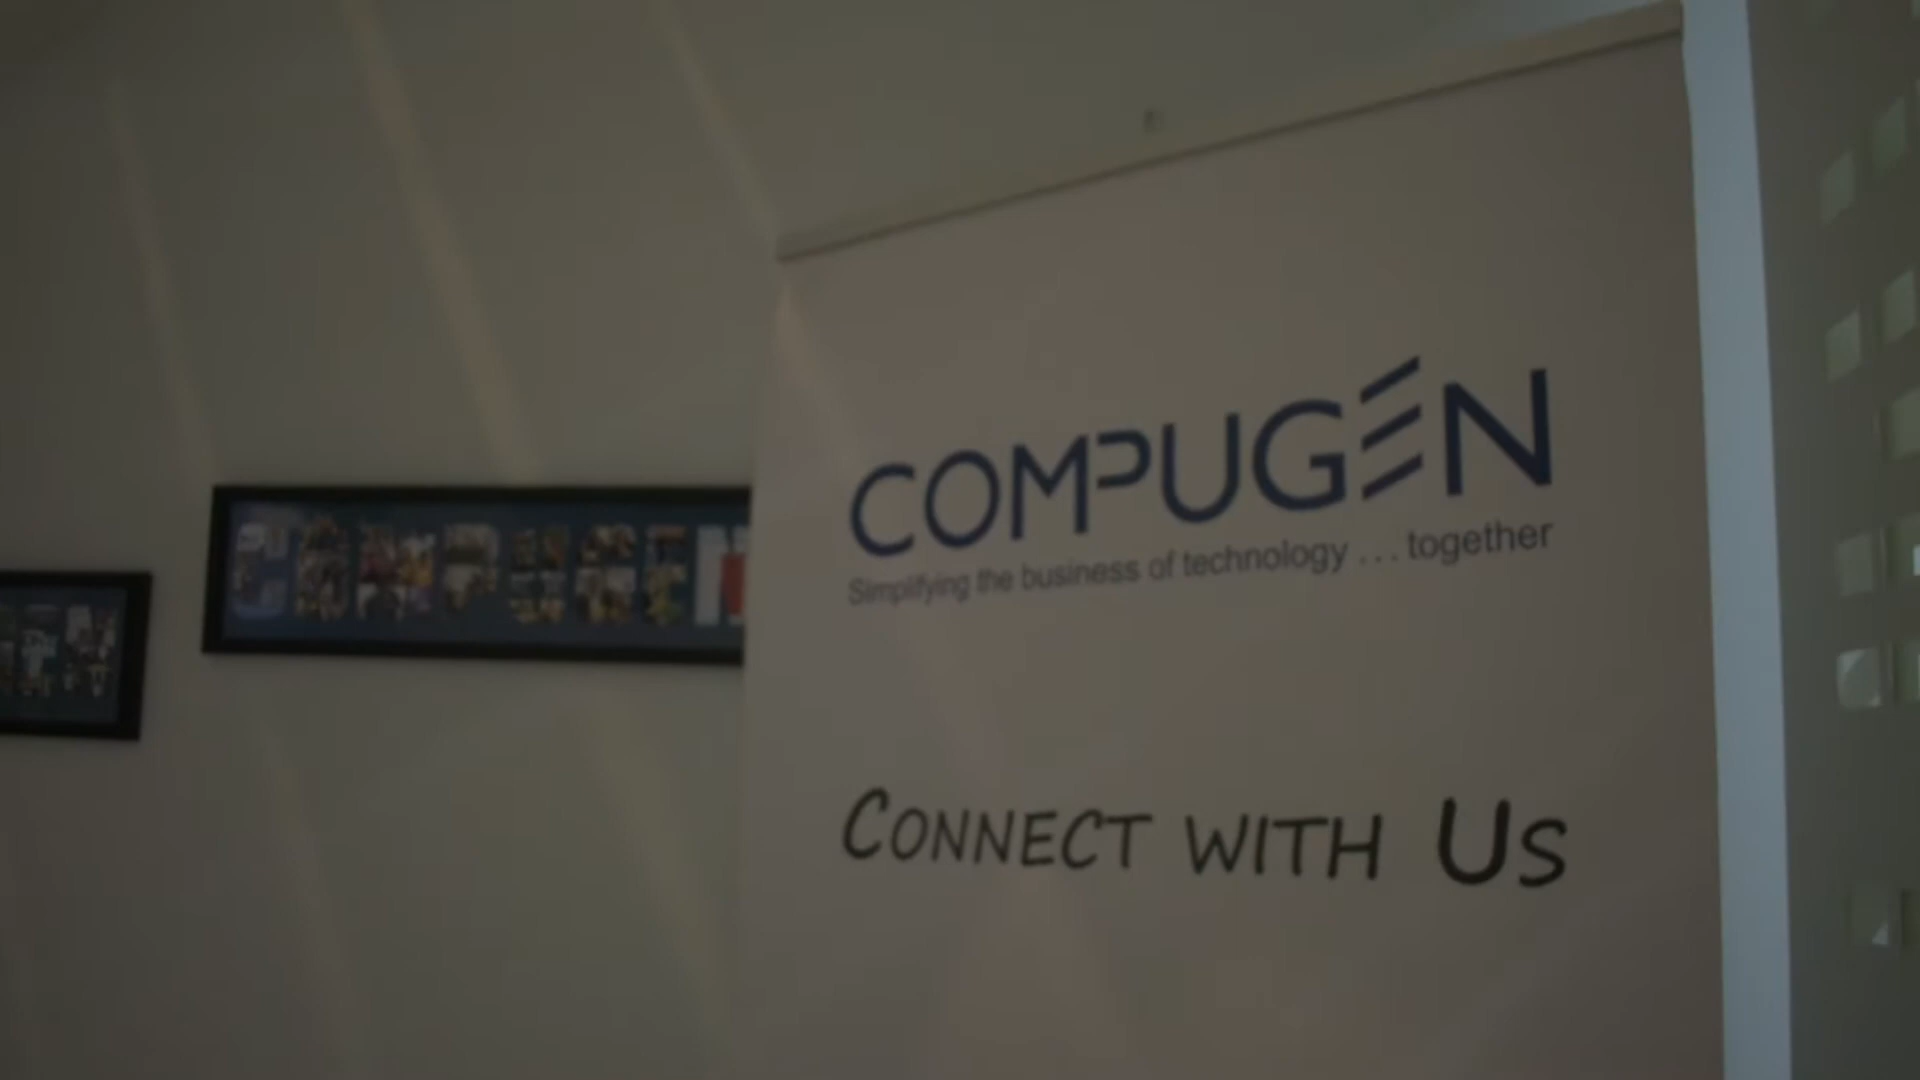 COMPUGEN
Simplifying the business of technology ... together
CONNECT WITH US